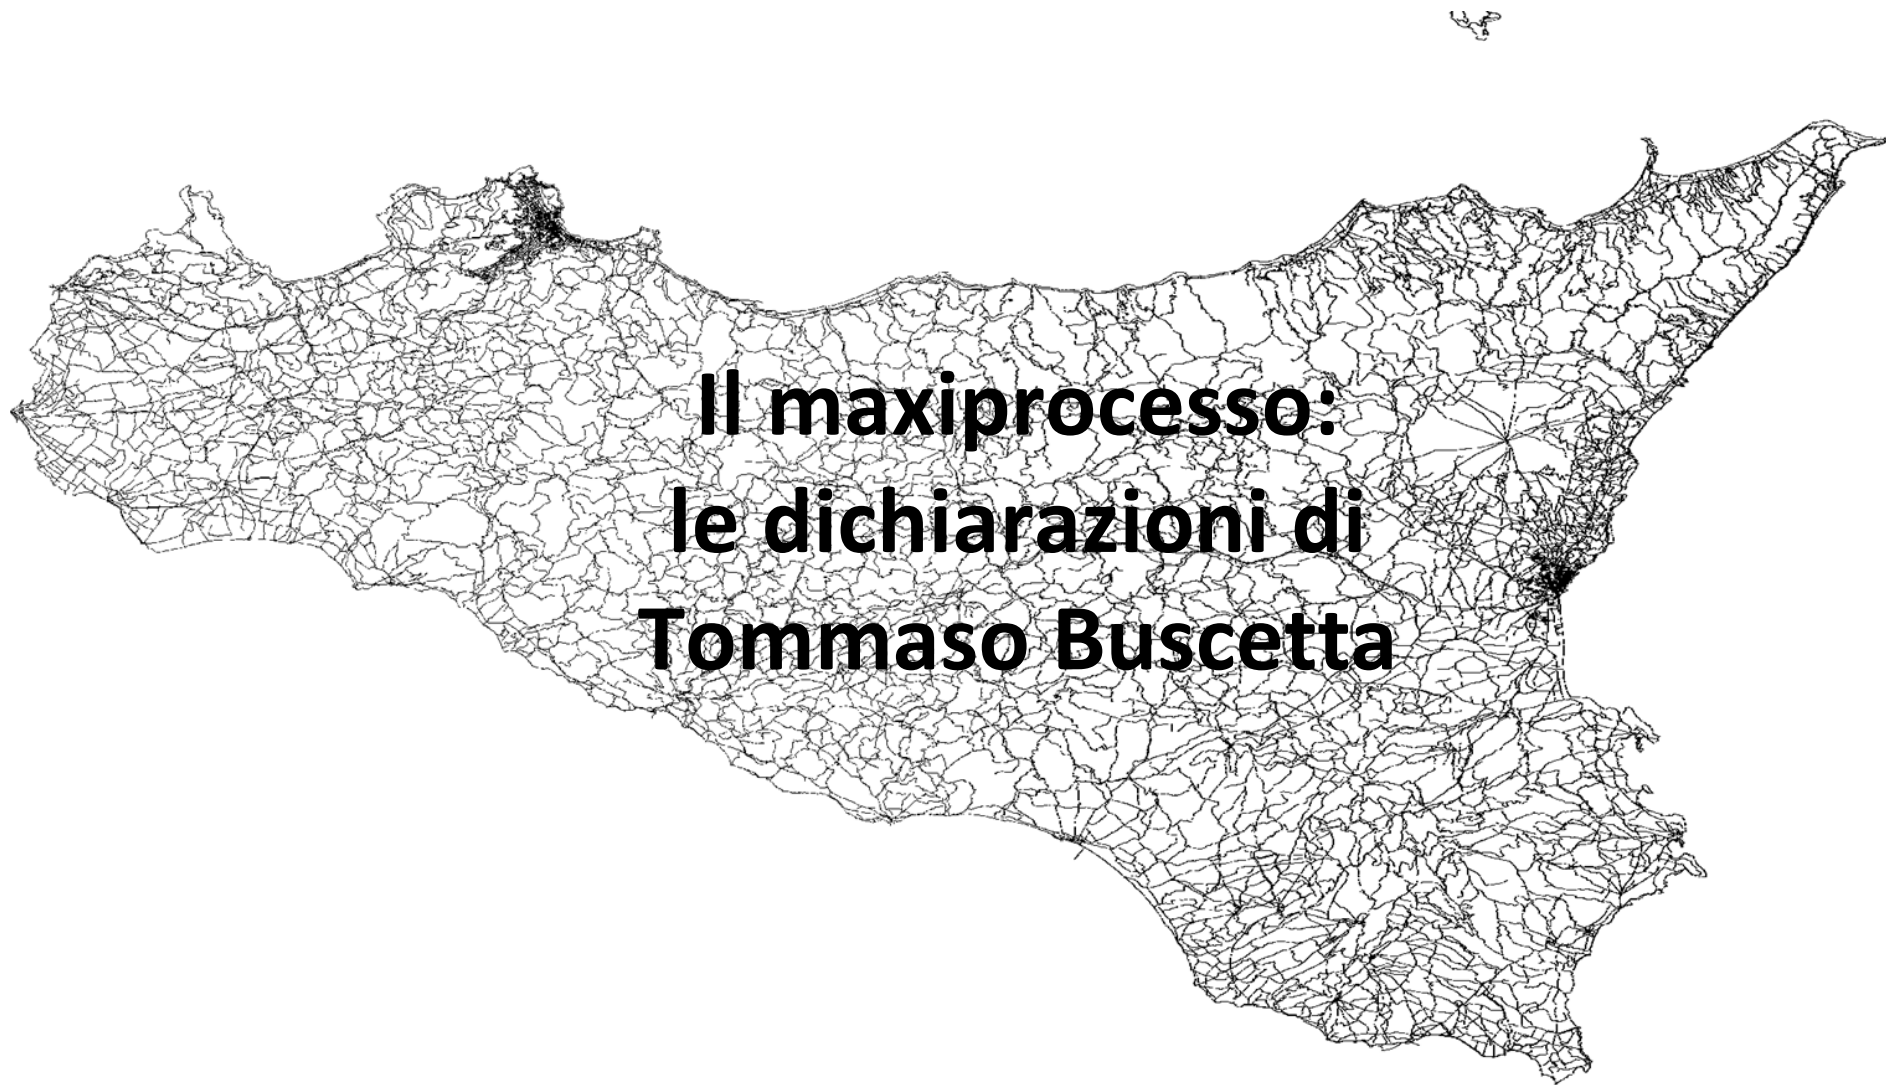 Il maxiprocesso:
le dichiarazioni di
Tommaso Buscetta